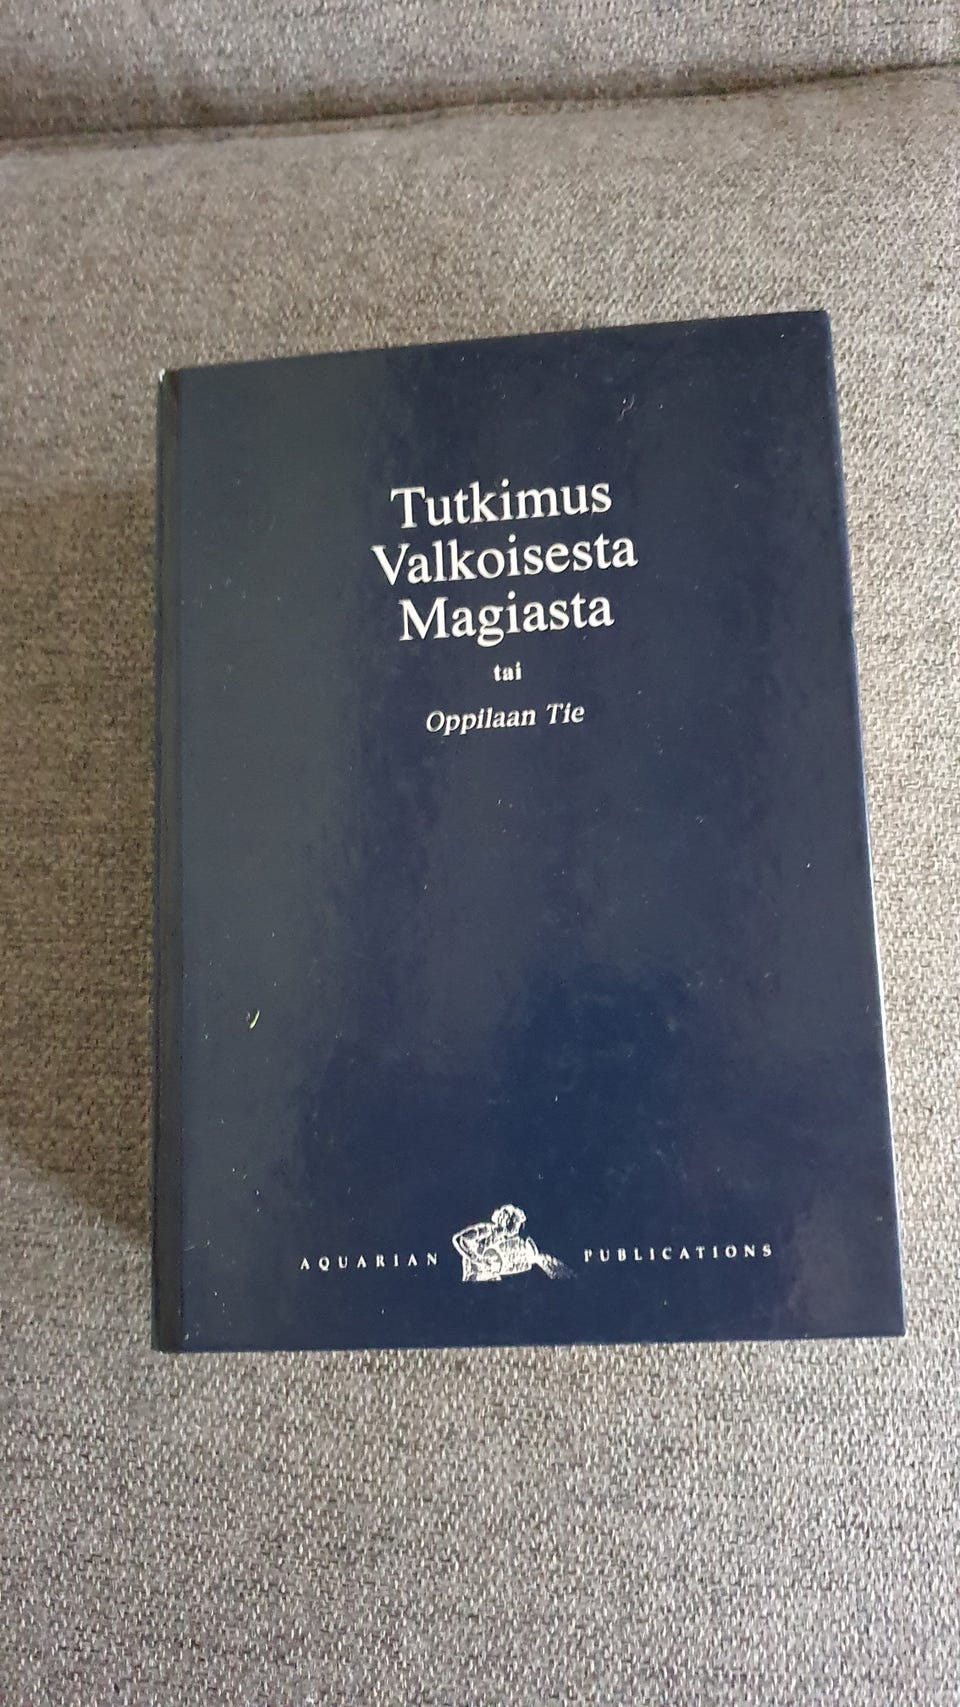 Tutkimus
Valkoisesta
Magiasta
tai
Oppilaan Tie
AQUARIAN PUBLICATIONS